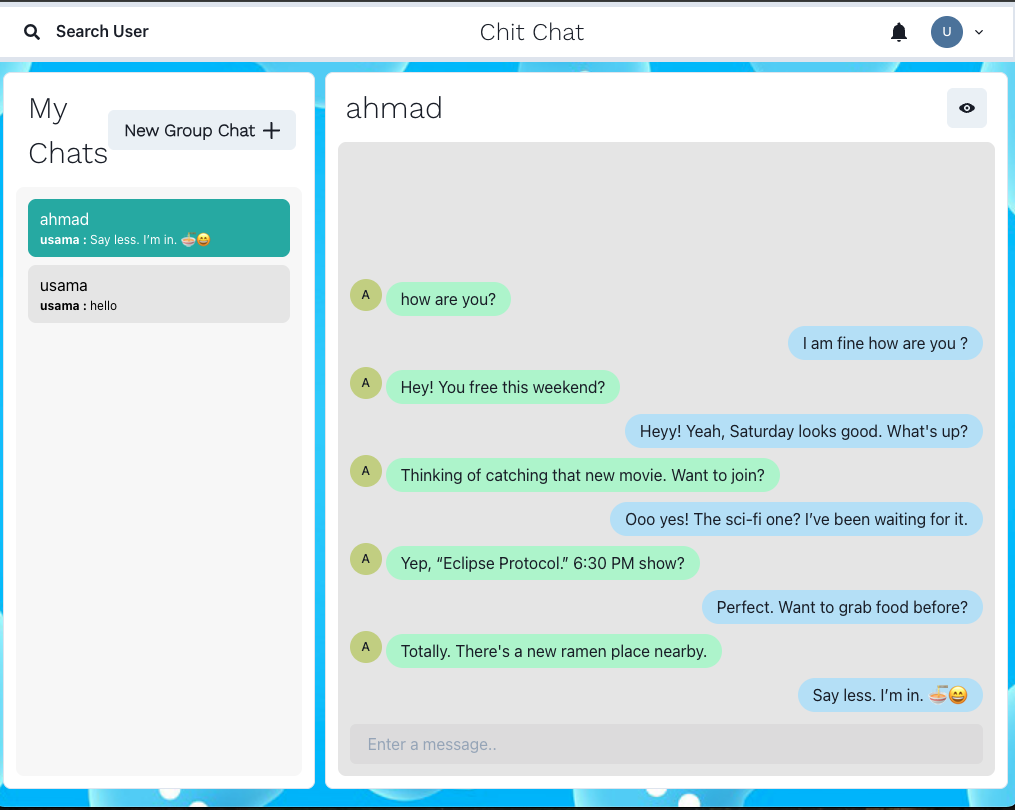 Search User
Chit Chat
U
My
Chats
New Group Chat +
ahmad
usama : Say less. I’m in. 🍜😄
usama
usama : hello
ahmad
A
how are you?
I am fine how are you ?
A
Hey! You free this weekend?
Heyy! Yeah, Saturday looks good. What's up?
A
Thinking of catching that new movie. Want to join?
Ooo yes! The sci-fi one? I’ve been waiting for it.
A
Yep, “Eclipse Protocol.” 6:30 PM show?
Perfect. Want to grab food before?
A
Totally. There's a new ramen place nearby.
Say less. I’m in. 🍜😄
Enter a message..